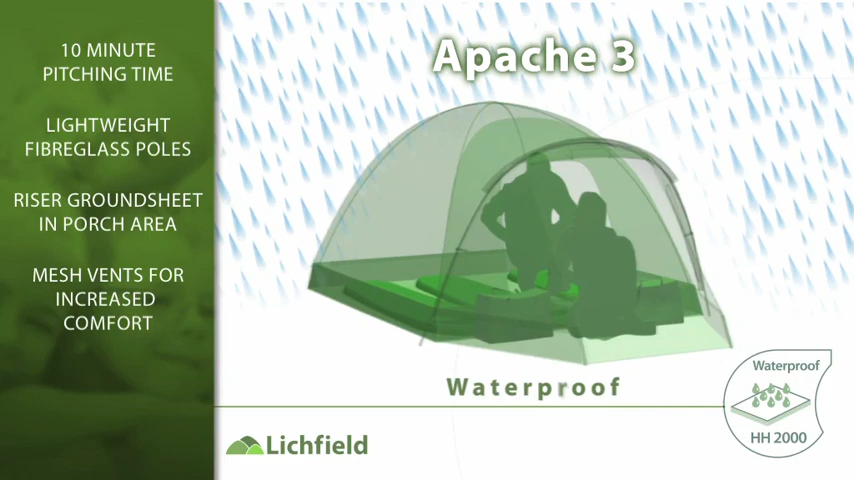 10 MINUTE
PITCHING TIME
LIGHTWEIGHT
FIBREGLASS POLES
RISER GROUNDSHEET
IN PORCH AREA
MESH VENTS FOR
INCREASED
COMFORT
Apache 3
Waterproof
Waterproof
HH 2000
Lichfield